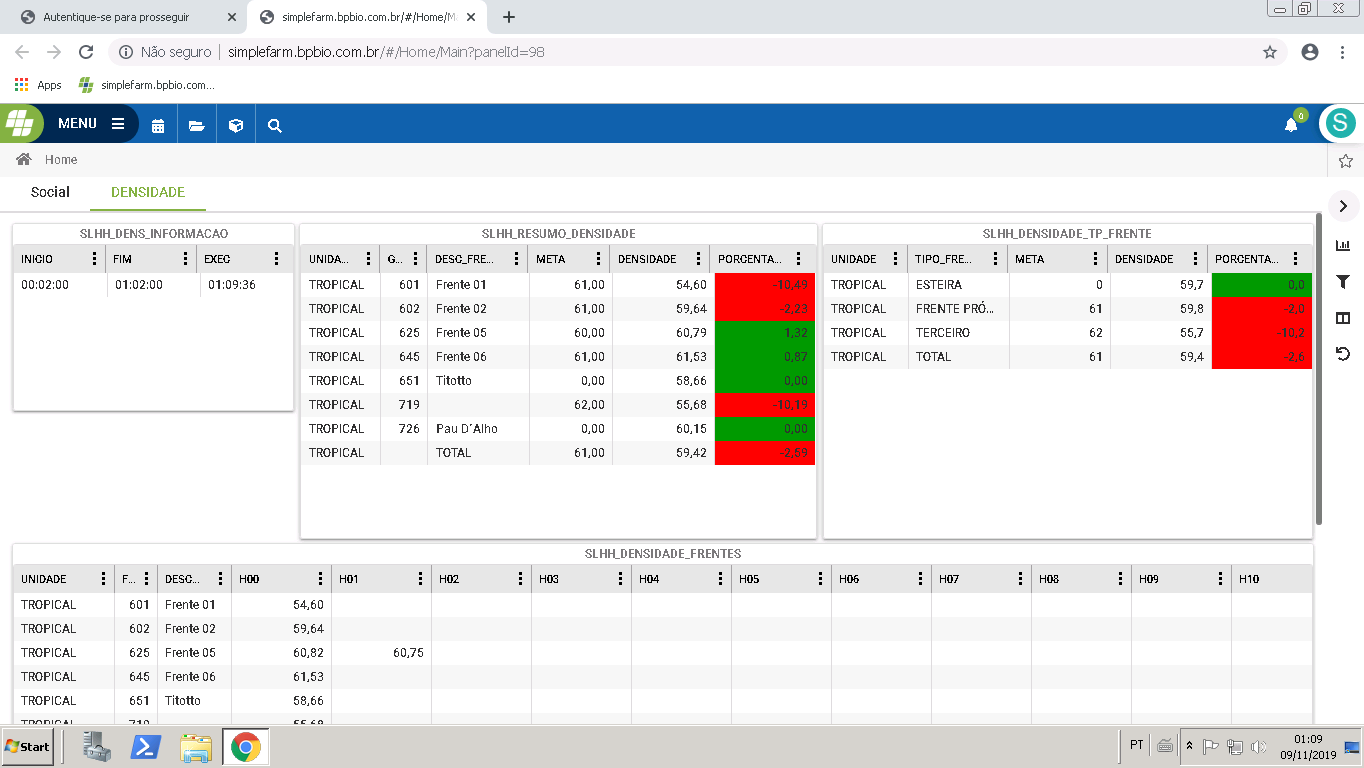 Autentique-se para prosseguir
simplefarm.bpbio.com.br/#/Home/M
Não seguro
simplefarm.bpbio.com.br/#/Home/Main?panelId=98
Apps
simplefarm.bpbio.com...
MENU
0
S
Home
Social
DENSIDADE
SLHH_DENS_INFORMACAO
INICIO FIM EXEC
00:02:00 01:02:00 01:09:36
SLHH_RESUMO_DENSIDADE
UNIDA... G... DESC_FRE... META DENSIDADE PORCENTA...
TROPICAL 601 Frente 01 61,00 54,60 -10,49
TROPICAL 602 Frente 02 61,00 59,64 -2,23
TROPICAL 625 Frente 05 60,00 60,79 1,32
TROPICAL 645 Frente 06 61,00 61,53 0,87
TROPICAL 651 Titotto 0,00 58,66 0,00
TROPICAL 719 62,00 55,68 -10,19
TROPICAL 726 Pau D´Alho 0,00 60,15 0,00
TROPICAL TOTAL 61,00 59,42 -2,59
SLHH_DENSIDADE_TP_FRENTE
UNIDADE TIPO_FRE... META DENSIDADE PORCENTA...
TROPICAL ESTEIRA 0 59,7 0,0
TROPICAL FRENTE PRÓ... 61 59,8 -2,0
TROPICAL TERCEIRO 62 55,7 -10,2
TROPICAL TOTAL 61 59,4 -2,6
SLHH_DENSIDADE_FRENTES
UNIDADE F... DESC... H00 H01 H02 H03 H04 H05 H06 H07 H08 H09 H10
TROPICAL 601 Frente 01 54,60
TROPICAL 602 Frente 02 59,64
TROPICAL 625 Frente 05 60,82 60,75
TROPICAL 645 Frente 06 61,53
TROPICAL 651 Titotto 58,66
TROPICAL 719 55,68
Start
PT
01:09
09/11/2019